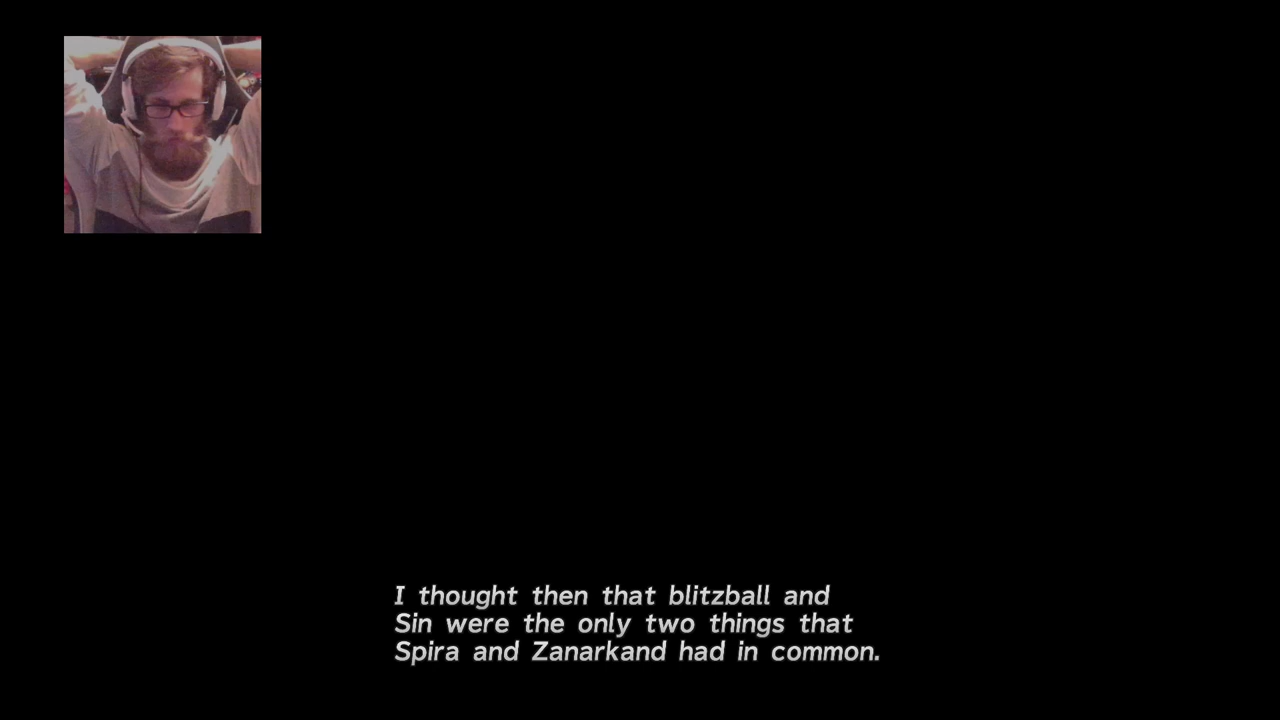 I thought then that blitzball and
Sin were the only two things that
Spira and Zanarkand had in common.